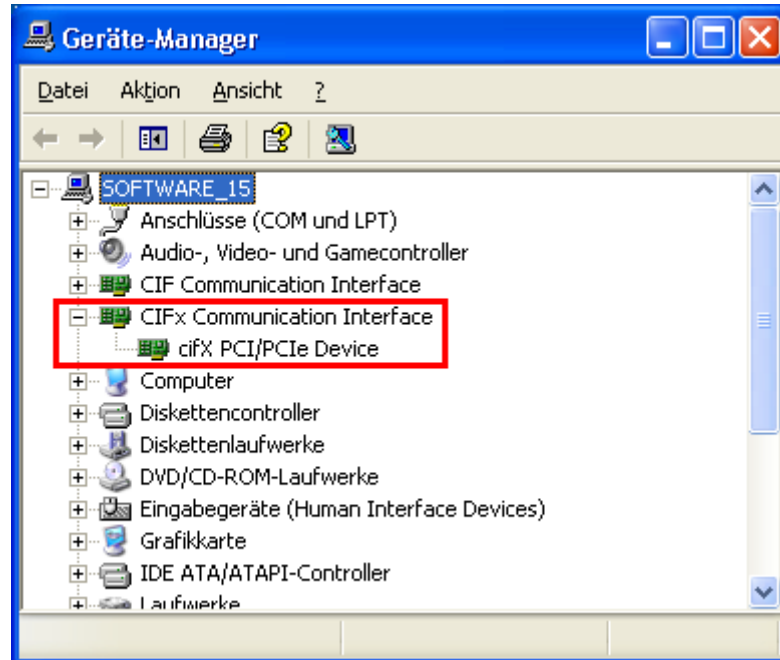 Geräte-Manager
Datei Aktion Ansicht ?
SOFTWARE_15
Anschlüsse (COM und LPT)
Audio-, Video- und Gamecontroller
CIF Communication Interface
CIFx Communication Interface
cifX PCI/PCIe Device
Computer
Diskettencontroller
Diskettenlaufwerke
DVD/CD-ROM-Laufwerke
Eingabegeräte (Human Interface Devices)
Grafikkarte
IDE ATA/ATAPI-Controller
Laufwerke